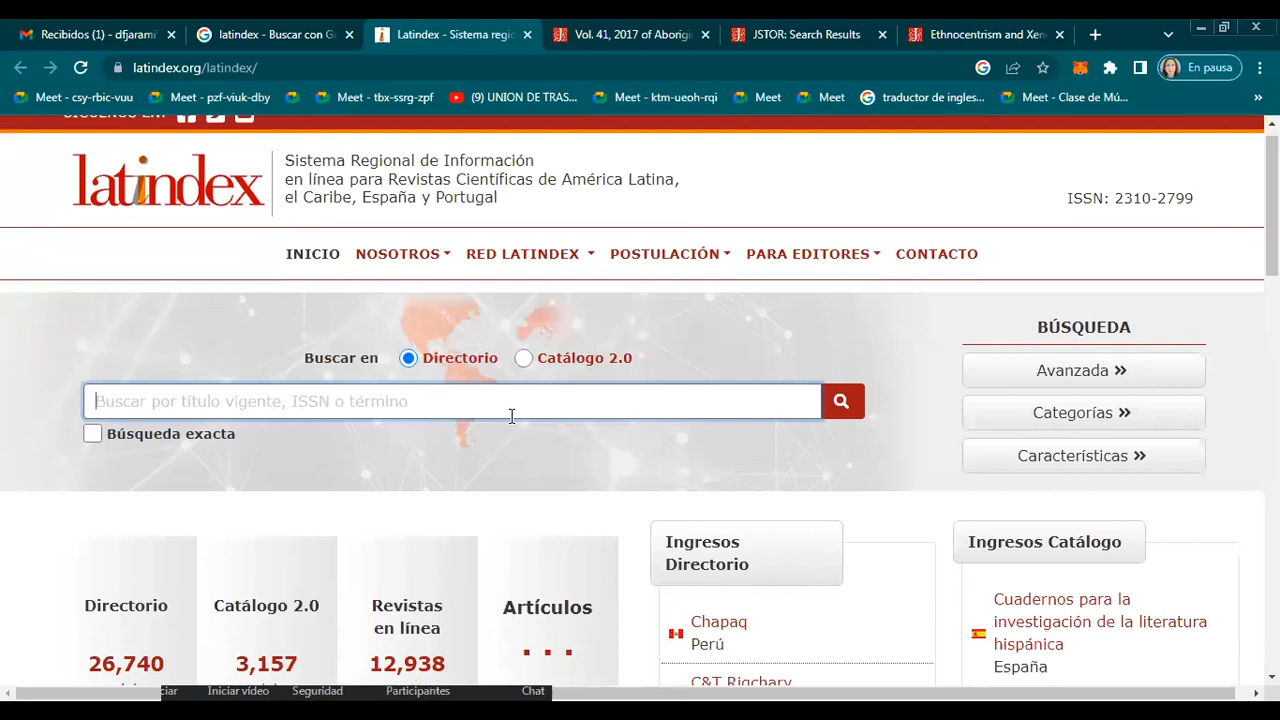 Recibidos (1) - dfjarami
latindex - Buscar con Go
Latindex - Sistema regi
Vol. 41, 2017 of Aborigi
JSTOR: Search Results
Ethnocentrism and Xen
latindex.org/latindex/
En pausa
Meet - csy-rbic-vuu
Meet - pzf-viuk-dby
Meet - tbx-ssrg-zpf
(9) UNION DE TRAS...
Meet - ktm-ueoh-rqi
Meet
Meet
traductor de ingles...
Meet - Clase de Mú...
latindex
Sistema Regional de Información
en línea para Revistas Científicas de América Latina,
el Caribe, España y Portugal
ISSN: 2310-2799
INICIO NOSOTROS RED LATINDEX POSTULACIÓN PARA EDITORES CONTACTO
Buscar en Directorio Catálogo 2.0
Buscar por título vigente, ISSN o término
Búsqueda exacta
BÚSQUEDA
Avanzada »
Categorías »
Características »
Directorio
26,740
Catálogo 2.0
3,157
Revistas
en línea
12,938
Artículos
...
Ingresos
Directorio
Chapaq
Perú
C&T Riqchary
Ingresos Catálogo
Cuadernos para la
investigación de la literatura
hispánica
España
ciar Iniciar vídeo Seguridad Participantes Chat